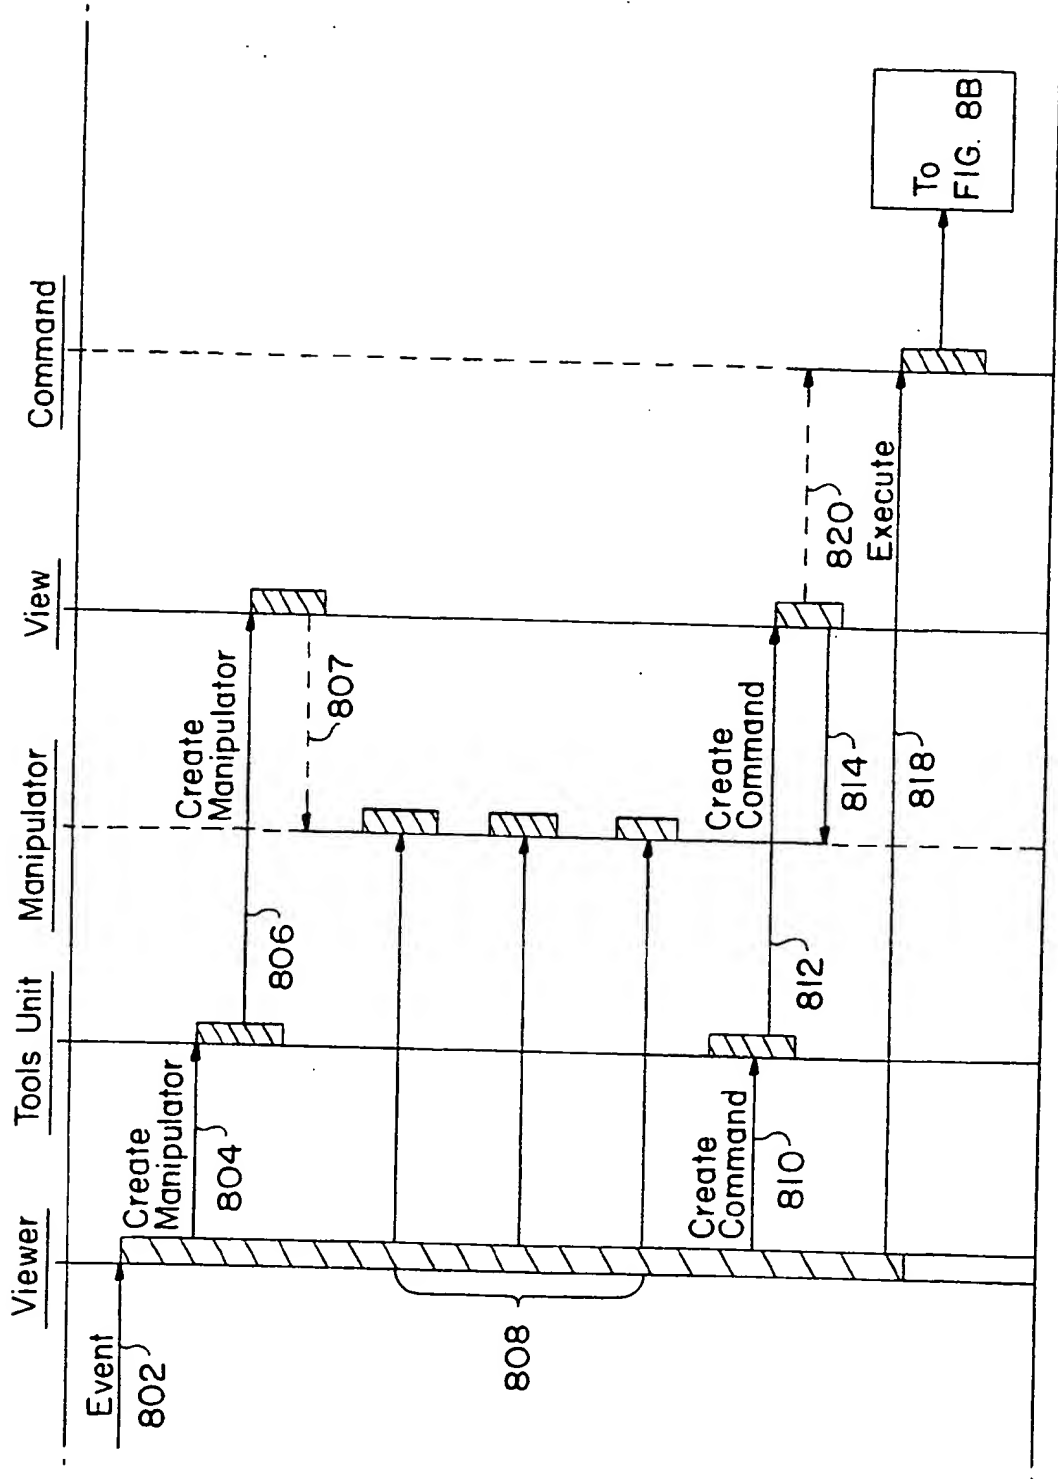 Viewer
Tools Unit
Manipulator
View
Command
Event
802
Create
Manipulator
804
806
Create
Manipulator
807
808
Create
Command
810
812
Create
Command
814
820
Execute
818
To
FIG. 8B